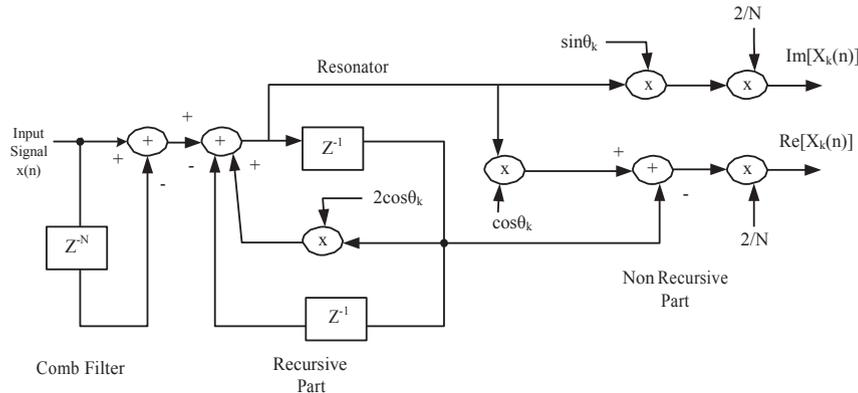 2/N
sinθk
Im[Xk(n)]
Resonator
x
x
Input
Signal
x(n)
+
+
+
-
+
-
+
Z-1
Re[Xk(n)]
+
x
+
-
x
Z-N
2cosθk
cosθk
x
2/N
Non Recursive
Part
Z-1
Comb Filter
Recursive
Part